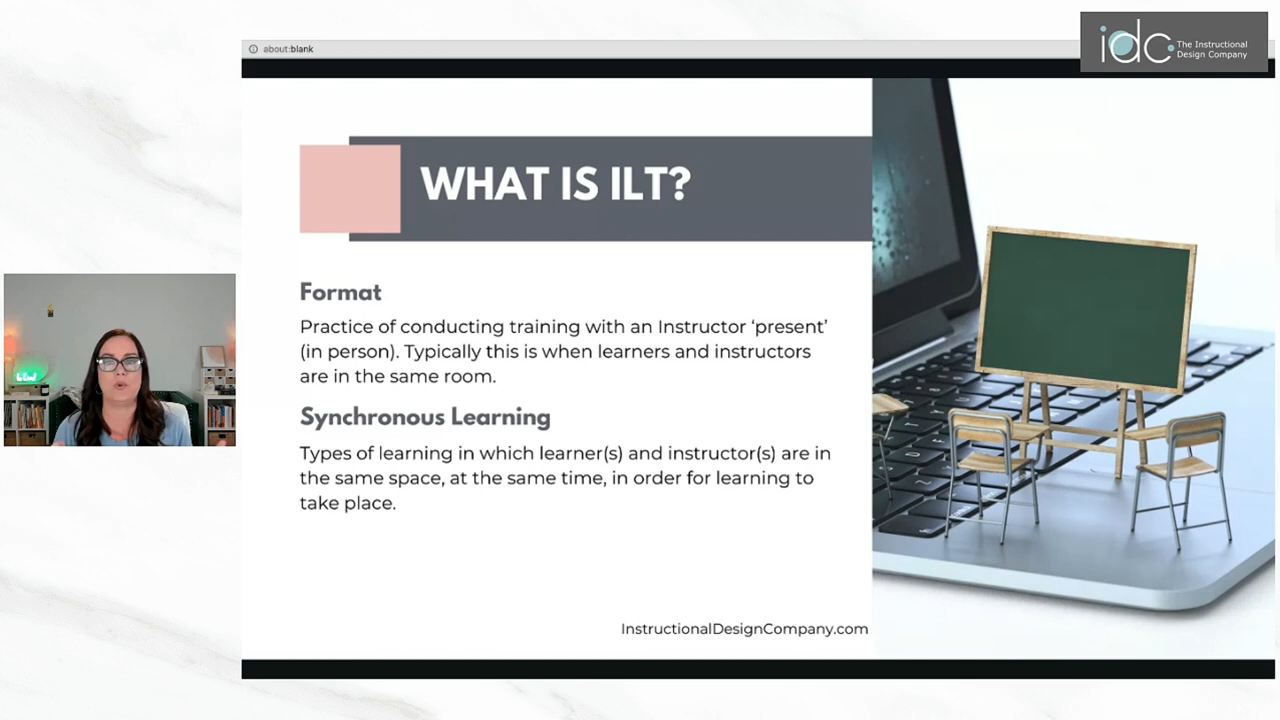 about:blank
idc
The Instructional
Design Company
WHAT IS ILT?
Format
Practice of conducting training with an Instructor ‘present’
(in person). Typically this is when learners and instructors
are in the same room.
Synchronous Learning
Types of learning in which learner(s) and instructor(s) are in
the same space, at the same time, in order for learning to
take place.
InstructionalDesignCompany.com